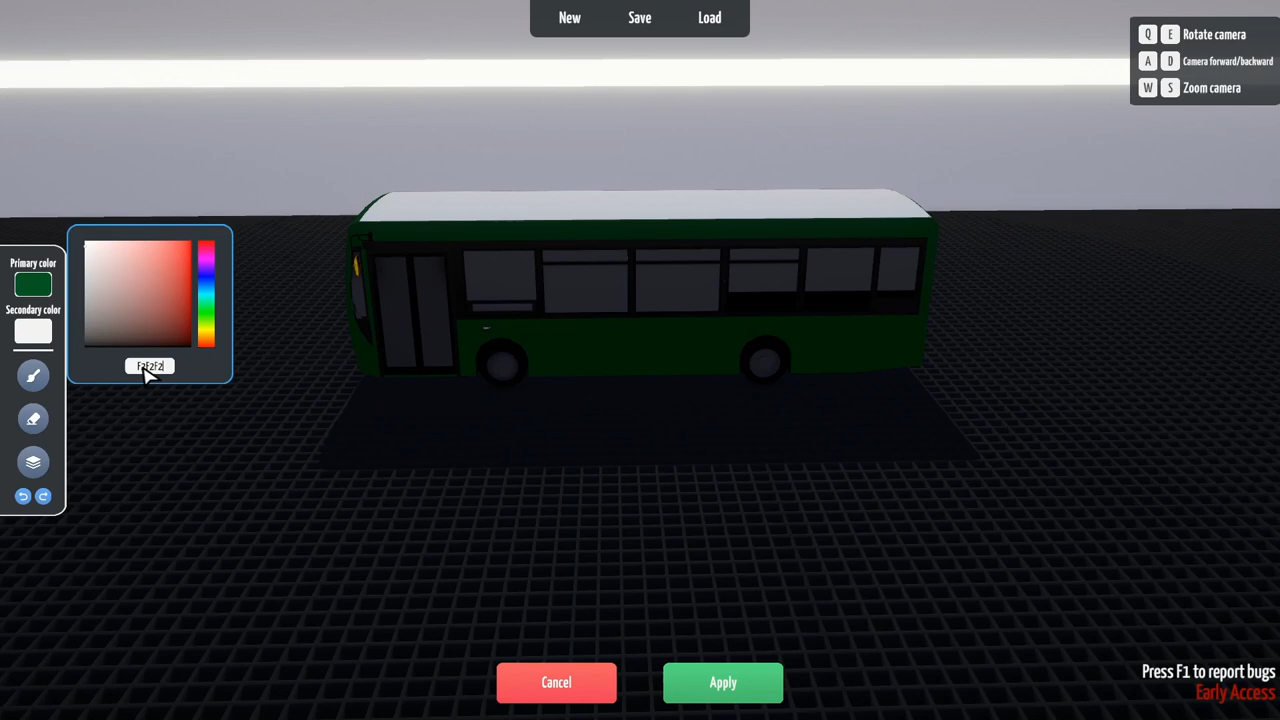 New Save Load
Q E Rotate camera
A D Camera forward/backward
W S Zoom camera
Primary color
Secondary color
F2F2F2
Cancel Apply
Press F1 to report bugs
Early Access